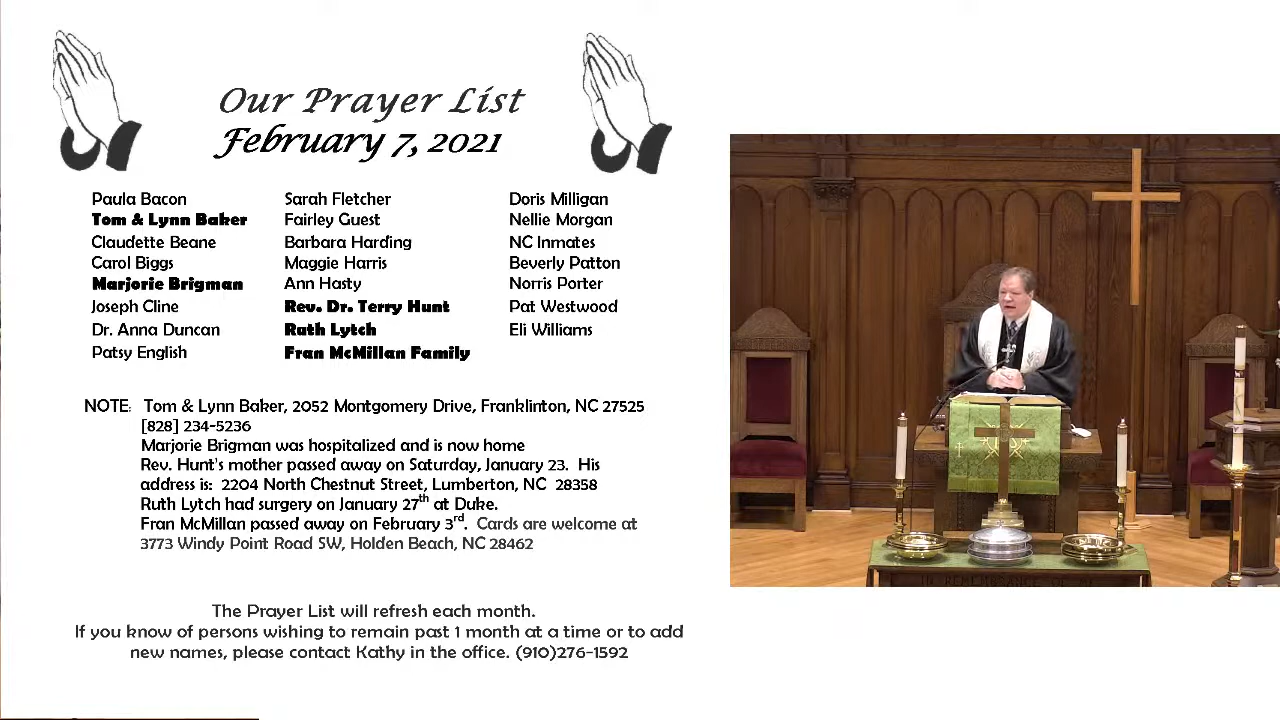 Our Prayer List
February 7, 2021
Paula Bacon
Tom & Lynn Baker
Claudette Beane
Carol Biggs
Marjorie Brigman
Joseph Cline
Dr. Anna Duncan
Patsy English
Sarah Fletcher
Fairley Guest
Barbara Harding
Maggie Harris
Ann Hasty
Rev. Dr. Terry Hunt
Ruth Lytch
Fran McMillan Family
Doris Milligan
Nellie Morgan
NC Inmates
Beverly Patton
Norris Porter
Pat Westwood
Eli Williams
NOTE: Tom & Lynn Baker, 2052 Montgomery Drive, Franklinton, NC 27525
[828] 234-5236
Marjorie Brigman was hospitalized and is now home
Rev. Hunt's mother passed away on Saturday, January 23. His
address is: 2204 North Chestnut Street, Lumberton, NC 28358
Ruth Lytch had surgery on January 27th at Duke.
Fran McMillan passed away on February 3rd. Cards are welcome at
3773 Windy Point Road SW, Holden Beach, NC 28462
The Prayer List will refresh each month.
If you know of persons wishing to remain past 1 month at a time or to add
new names, please contact Kathy in the office. (910)276-1592
IN REMEMBRANCE OF ME